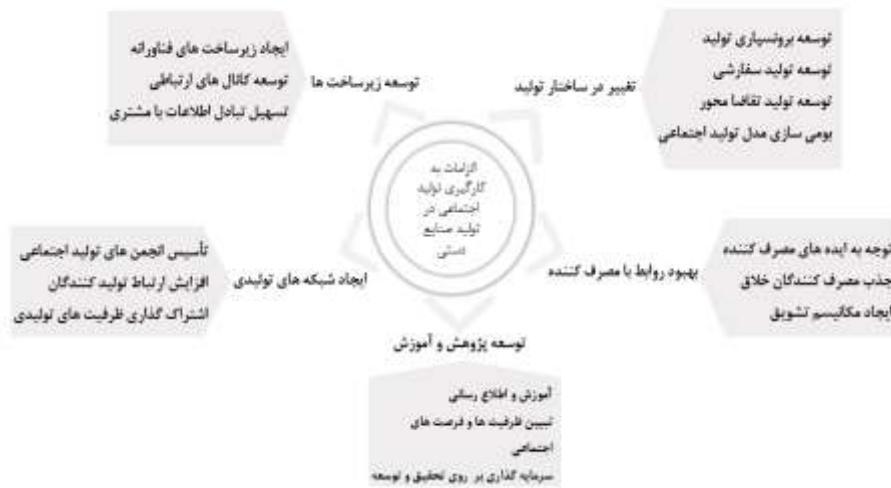 توسعه برونسپاری تولید
توسعه تولید سفارشی
توسعه تولید تقاضا محور
بومی سازی مدل تولید اجتماعی
تغییر در ساختار تولید
توسعه زیرساخت ها
ایجاد زیرساخت های فناورانه
توسعه کانال های ارتباطی
تسهیل تبادل اطلاعات با مشتری
الزامات به
کارگیری تولید
اجتماعی در
تولید صنایع
دستی
توجه به ایده های مصرف کننده
جذب مصرف کنندگان خلاق
ایجاد مکانیسم تشویق
بهبود روابط با مصرف کننده
ایجاد شبکه های تولیدی
تأسیس انجمن های تولید اجتماعی
افزایش ارتباط تولید کنندگان
اشتراک گذاری ظرفیت های تولیدی
توسعه پژوهش و آموزش
آموزش و اطلاع رسانی
تبیین ظرفیت ها و فرصت های
اجتماعی
سرمایه گذاری بر روی تحقیق و توسعه